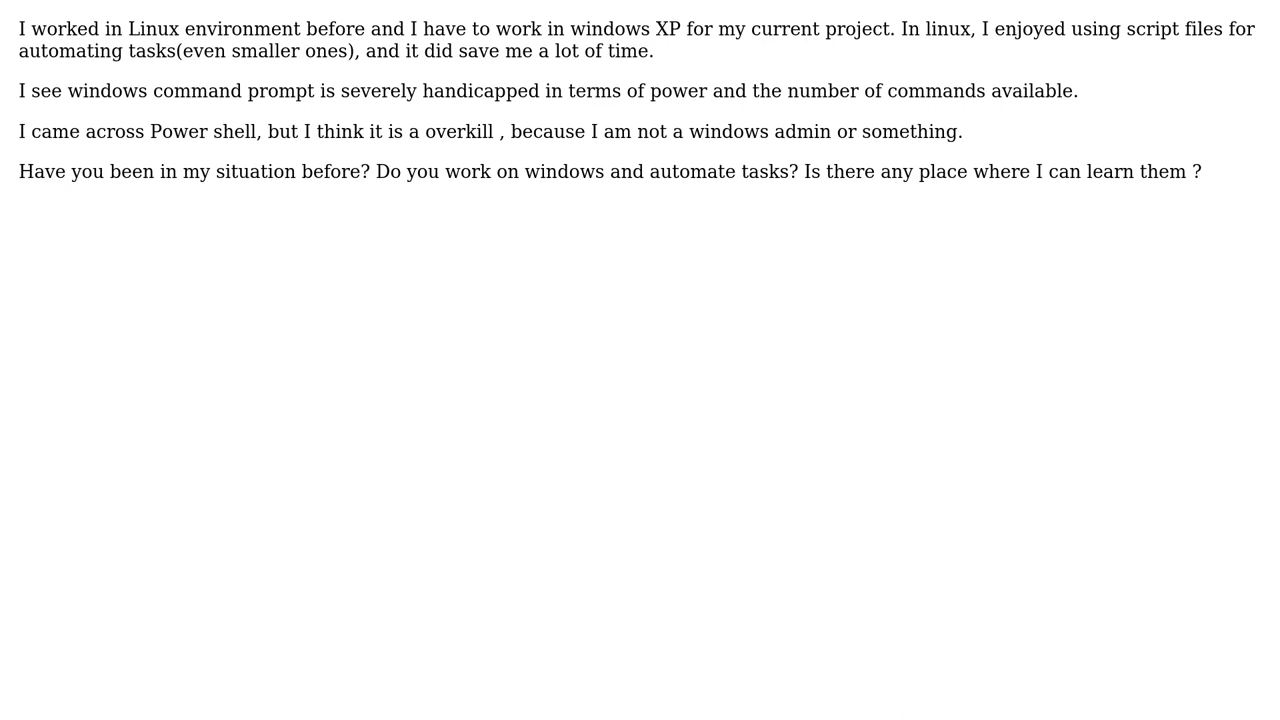 I worked in Linux environment before and I have to work in windows XP for my current project. In linux, I enjoyed using script files for
automating tasks(even smaller ones), and it did save me a lot of time.
I see windows command prompt is severely handicapped in terms of power and the number of commands available.
I came across Power shell, but I think it is a overkill , because I am not a windows admin or something.
Have you been in my situation before? Do you work on windows and automate tasks? Is there any place where I can learn them ?